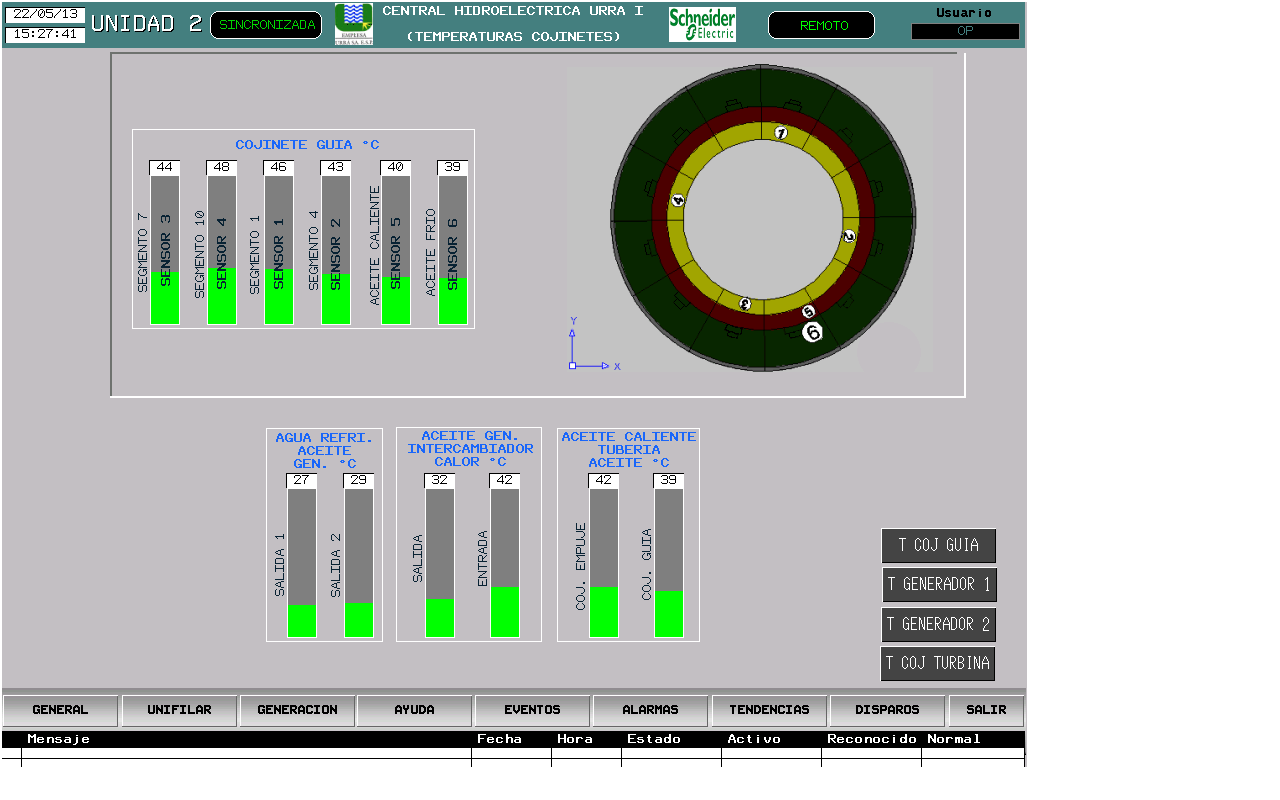 22/05/13
15:27:41
UNIDAD 2
SINCRONIZADA
EMPRESA
URRA S.A. E.S.P.
CENTRAL HIDROELECTRICA URRA I
(TEMPERATURAS COJINETES)
Schneider
Electric
REMOTO
Usuario
OP
COJINETE GUIA °C
44 48 46 43 40 39
SEGMENTO 7
SENSOR 3
SEGMENTO 10
SENSOR 4
SEGMENTO 1
SENSOR 1
SEGMENTO 4
SENSOR 2
ACEITE CALIENTE
SENSOR 5
ACEITE FRIO
SENSOR 6
1
4
2
3
5
6
Y
X
AGUA REFRI.
ACEITE
GEN. °C
27 29
SALIDA 1
SALIDA 2
ACEITE GEN.
INTERCAMBIADOR
CALOR °C
32 42
SALIDA
ENTRADA
ACEITE CALIENTE
TUBERIA
ACEITE °C
42 39
COJ. EMPUJE
COJ. GUIA
T COJ GUIA
T GENERADOR 1
T GENERADOR 2
T COJ TURBINA
GENERAL UNIFILAR GENERACION AYUDA EVENTOS ALARMAS TENDENCIAS DISPAROS SALIR
Mensaje Fecha Hora Estado Activo Reconocido Normal